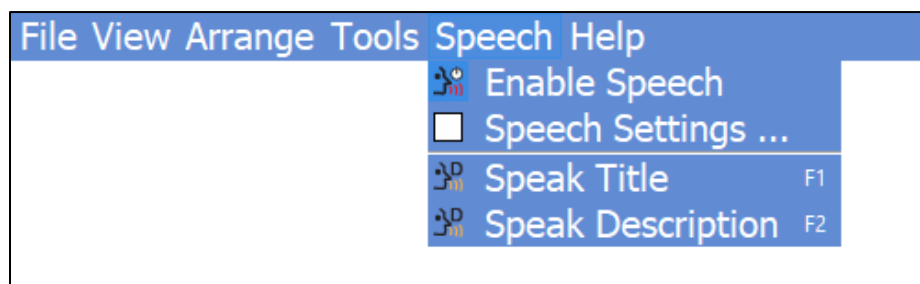 File View Arrange Tools Speech Help
Enable Speech
Speech Settings ...
Speak Title F1
Speak Description F2